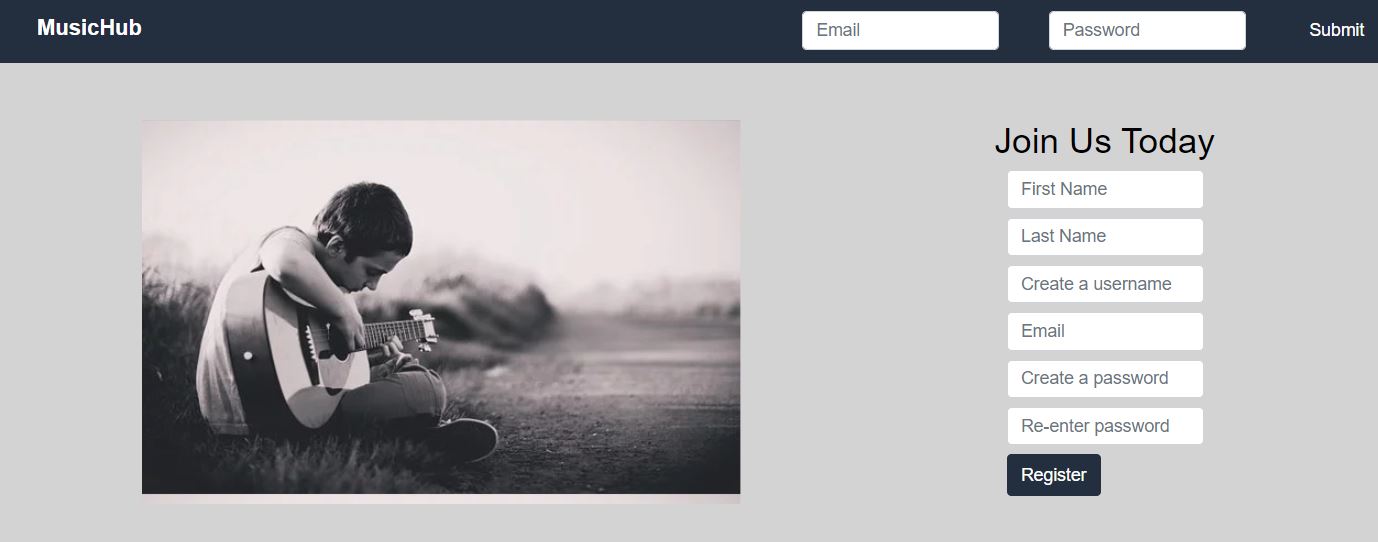 MusicHub
Email
Password
Submit
Join Us Today
First Name
Last Name
Create a username
Email
Create a password
Re-enter password
Register